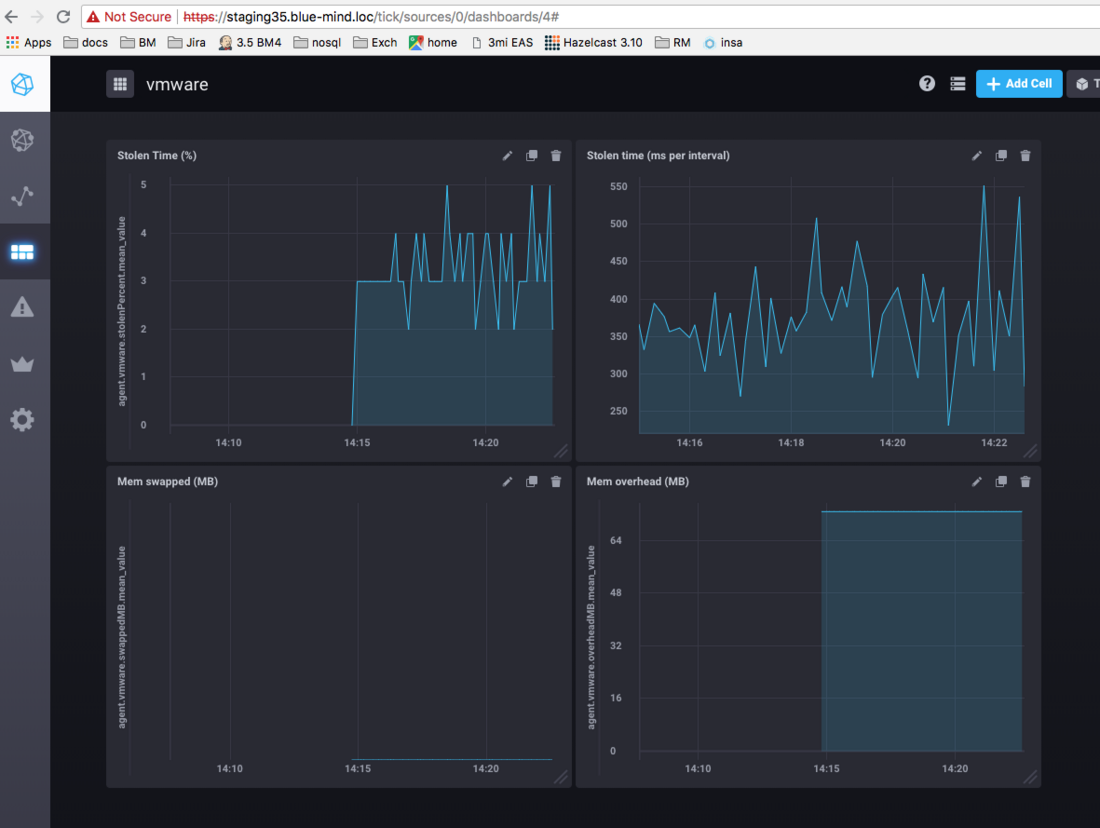 Not Secure | https://staging35.blue-mind.loc/tick/sources/0/dashboards/4#
Apps docs BM Jira 3.5 BM4 nosql Exch home 3mi EAS Hazelcast 3.10 RM insa
vmware
? + Add Cell T
Stolen Time (%)
agent.vmware.stolenPercent.mean_value
5
4
3
2
1
0
14:10 14:15 14:20
Stolen time (ms per interval)
550
500
450
400
350
300
250
14:16 14:18 14:20 14:22
Mem swapped (MB)
agent.vmware.swappedMB.mean_value
14:10 14:15 14:20
Mem overhead (MB)
agent.vmware.overheadMB.mean_value
64
48
32
16
0
14:10 14:15 14:20